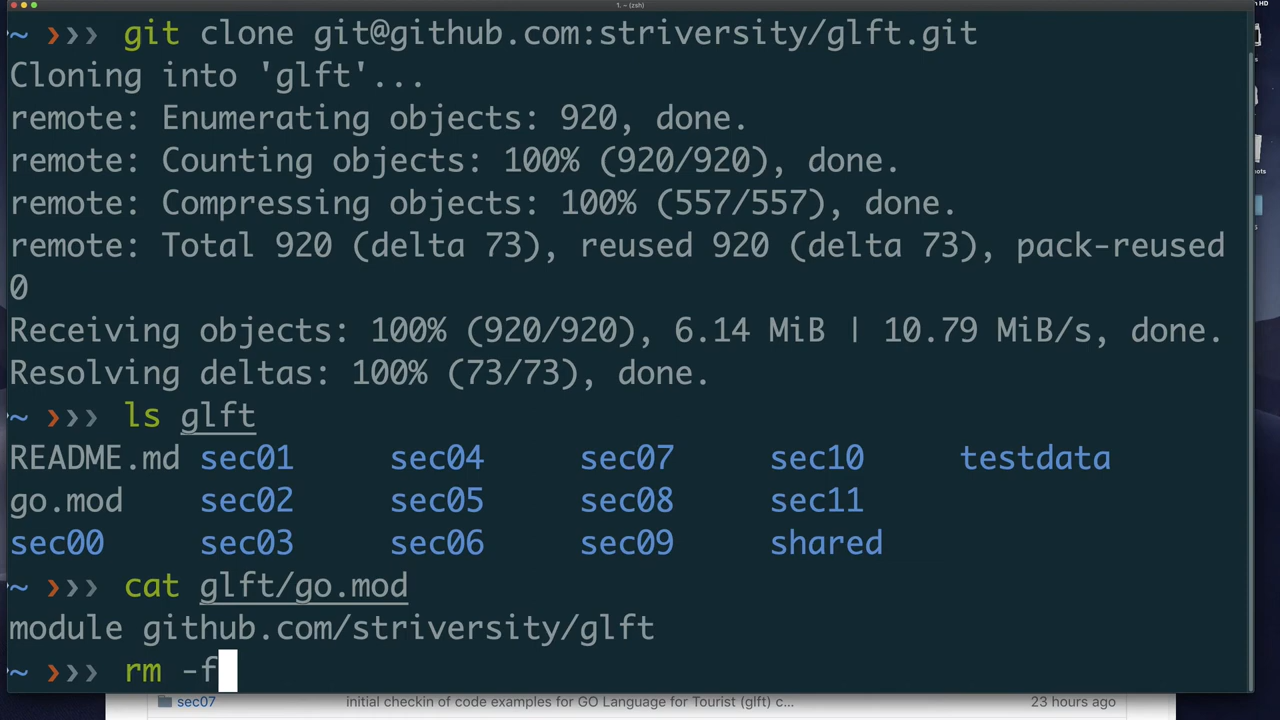 1. ~ (zsh)
~ ❯❯❯ git clone git@github.com:striversity/glft.git
Cloning into 'glft'...
remote: Enumerating objects: 920, done.
remote: Counting objects: 100% (920/920), done.
remote: Compressing objects: 100% (557/557), done.
remote: Total 920 (delta 73), reused 920 (delta 73), pack-reused
0
Receiving objects: 100% (920/920), 6.14 MiB | 10.79 MiB/s, done.
Resolving deltas: 100% (73/73), done.
~ ❯❯❯ ls glft
README.md sec01 sec04 sec07 sec10 testdata
go.mod sec02 sec05 sec08 sec11
sec00 sec03 sec06 sec09 shared
~ ❯❯❯ cat glft/go.mod
module github.com/striversity/glft
~ ❯❯❯ rm -f
sec07 initial checkin of code examples for GO Language for Tourist (glft) c... 23 hours ago